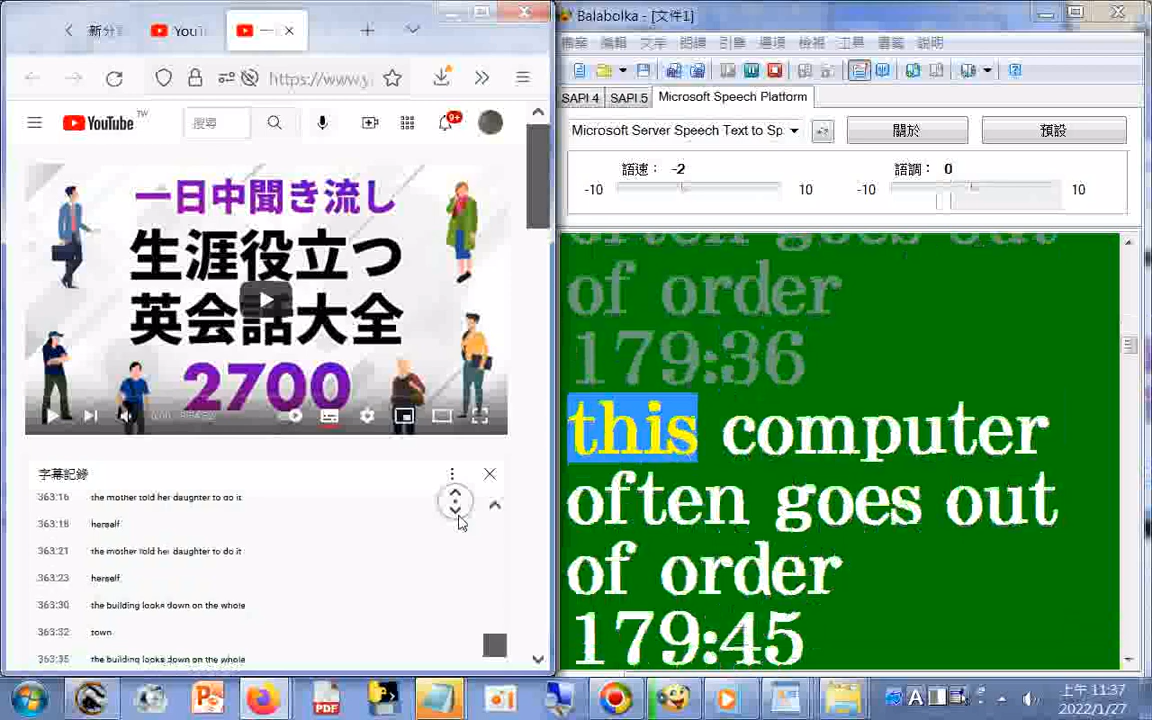 新分
YouTu
https://www.y
YouTube TW
搜尋
9+
一日中聞き流し
生涯役立つ
英会話大全
2700
字幕記錄
363:16 the mother told her daughter to do it
363:18 herself
363:21 the mother told her daughter to do it
363:23 herself
363:30 the building looks down on the whole
363:32 town
363:35 the building looks down on the whole
Balabolka - [文件1]
檔案 編輯 文字 朗讀 引擎 選項 檢視 工具 書籤 說明
SAPI 4 SAPI 5 Microsoft Speech Platform
Microsoft Server Speech Text to Sp
關於
預設
語速： -2
語調： 0
-10 10 -10 10
often goes out
of order
179:36
this computer
often goes out
of order
179:45
PDF
A
上午 11:37
2022/1/27